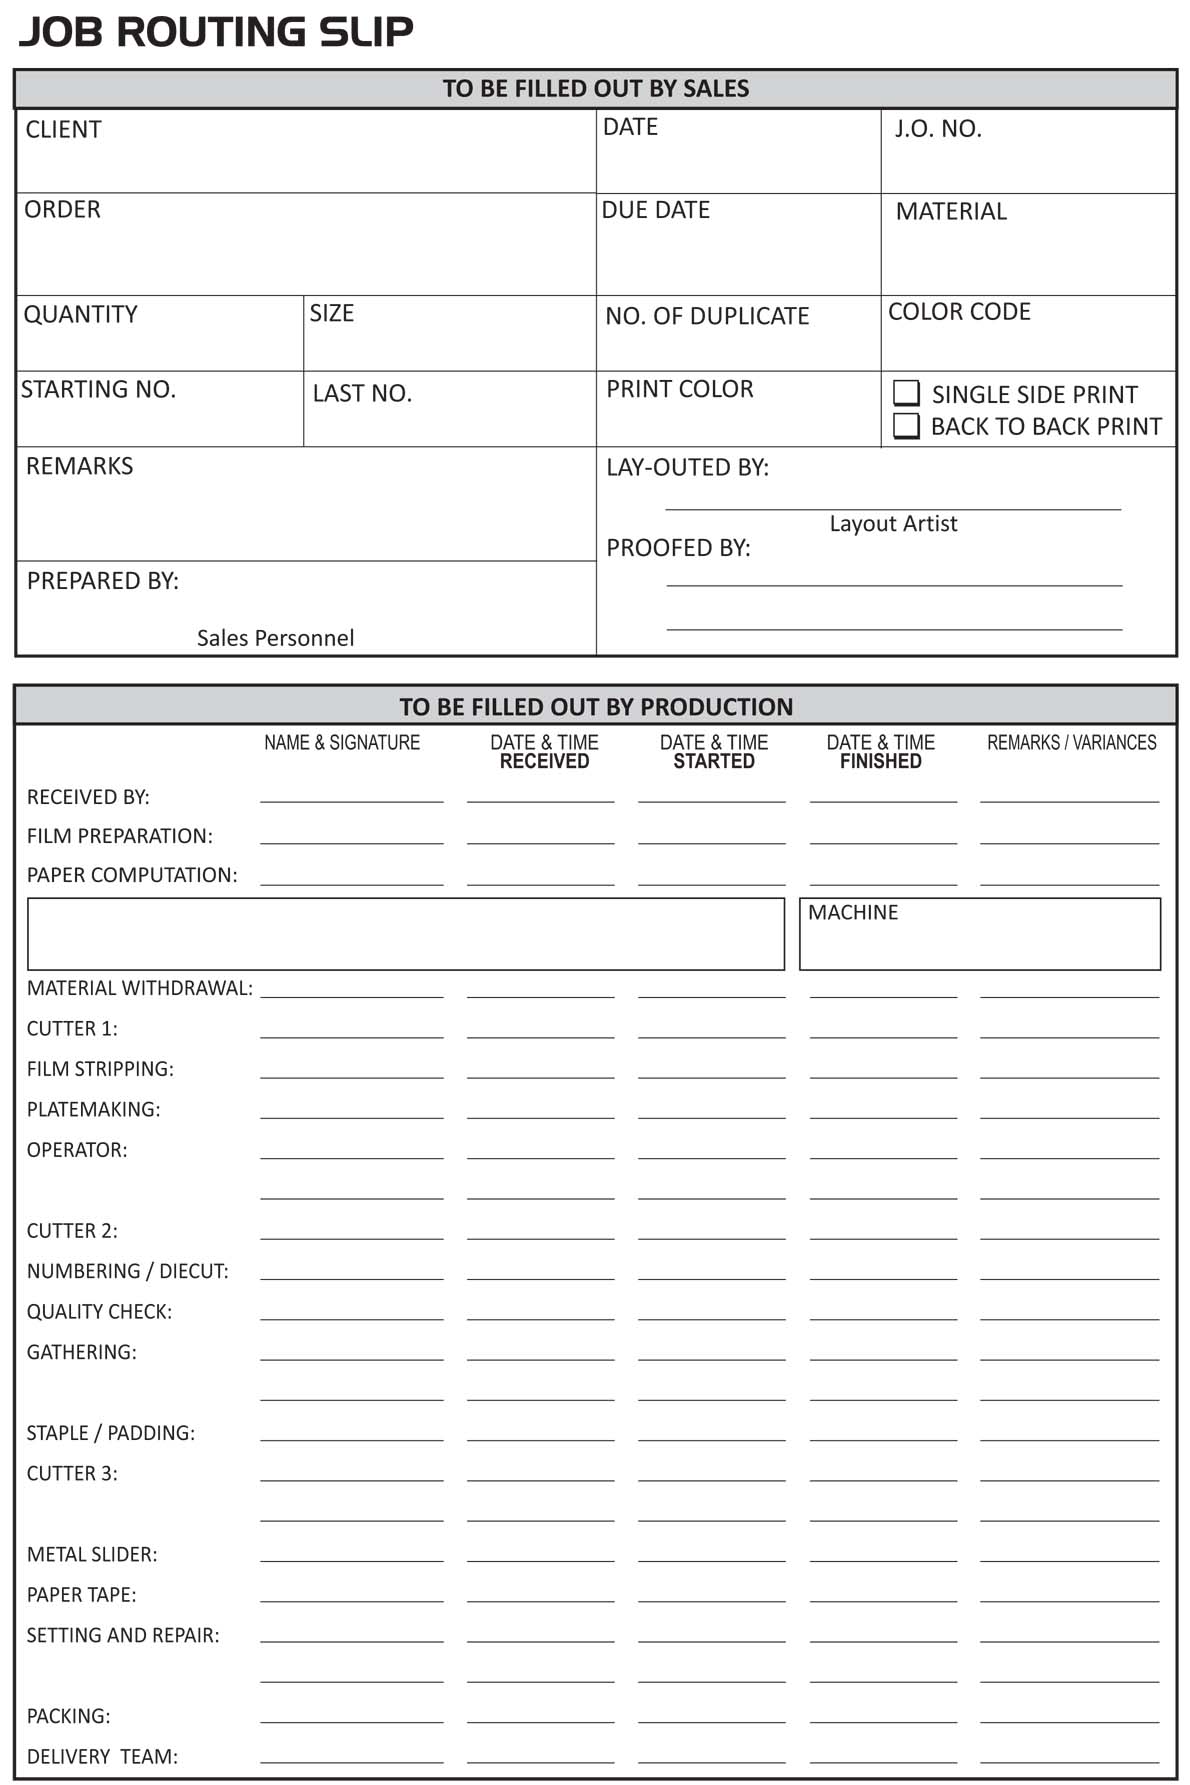 JOB ROUTING SLIP
TO BE FILLED OUT BY SALES
CLIENT
DATE
J.O. NO.
ORDER
DUE DATE
MATERIAL
QUANTITY
SIZE
NO. OF DUPLICATE
COLOR CODE
STARTING NO.
LAST NO.
PRINT COLOR
SINGLE SIDE PRINT
BACK TO BACK PRINT
REMARKS
LAY-OUTED BY:
Layout Artist
PROOFED BY:
PREPARED BY:
Sales Personnel
TO BE FILLED OUT BY PRODUCTION
NAME & SIGNATURE
DATE & TIME
RECEIVED
DATE & TIME
STARTED
DATE & TIME
FINISHED
REMARKS / VARIANCES
RECEIVED BY:
FILM PREPARATION:
PAPER COMPUTATION:
MACHINE
MATERIAL WITHDRAWAL:
CUTTER 1:
FILM STRIPPING:
PLATEMAKING:
OPERATOR:
CUTTER 2:
NUMBERING / DIECUT:
QUALITY CHECK:
GATHERING:
STAPLE / PADDING:
CUTTER 3:
METAL SLIDER:
PAPER TAPE:
SETTING AND REPAIR:
PACKING:
DELIVERY TEAM: